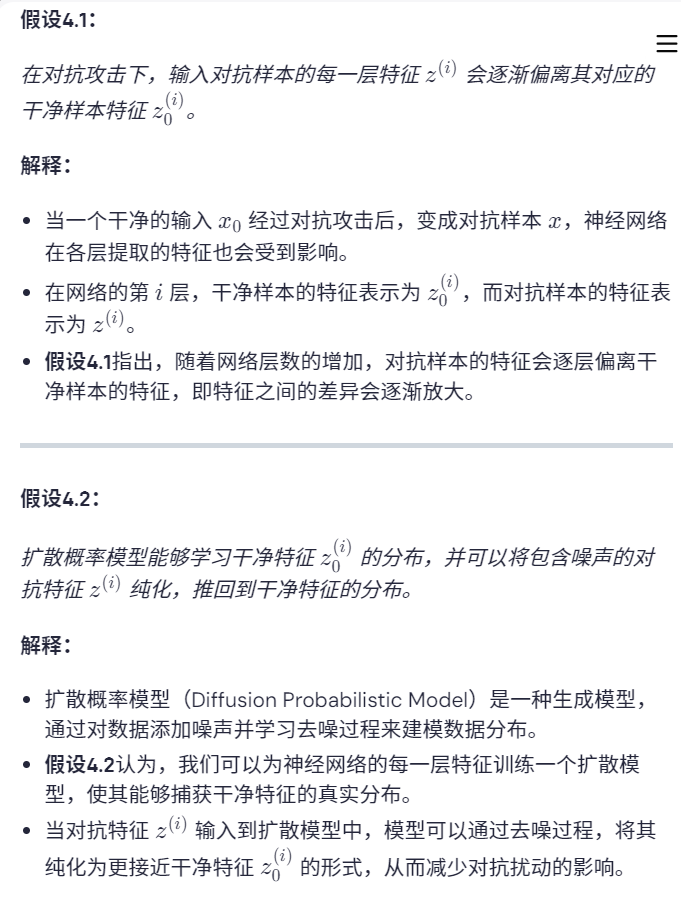 假设4.1：
在对抗攻击下，输入对抗样本的每一层特征 z^{(i)} 会逐渐偏离其对应的
干净样本特征 z_0^{(i)}。
解释：
• 当一个干净的输入 x_0 经过对抗攻击后，变成对抗样本 x，神经网络
在各层提取的特征也会受到影响。
• 在网络的第 i 层，干净样本的特征表示为 z_0^{(i)}，而对抗样本的特征表
示为 z^{(i)}。
• 假设4.1指出，随着网络层数的增加，对抗样本的特征会逐层偏离干
净样本的特征，即特征之间的差异会逐渐放大。
假设4.2：
扩散概率模型能够学习干净特征 z_0^{(i)} 的分布，并可以将包含噪声的对
抗特征 z^{(i)} 纯化，推回到干净特征的分布。
解释：
• 扩散概率模型（Diffusion Probabilistic Model）是一种生成模型，
通过对数据添加噪声并学习去噪过程来建模数据分布。
• 假设4.2认为，我们可以为神经网络的每一层特征训练一个扩散模
型，使其能够捕获干净特征的真实分布。
• 当对抗特征 z^{(i)} 输入到扩散模型中，模型可以通过去噪过程，将其
纯化为更接近干净特征 z_0^{(i)} 的形式，从而减少对抗扰动的影响。